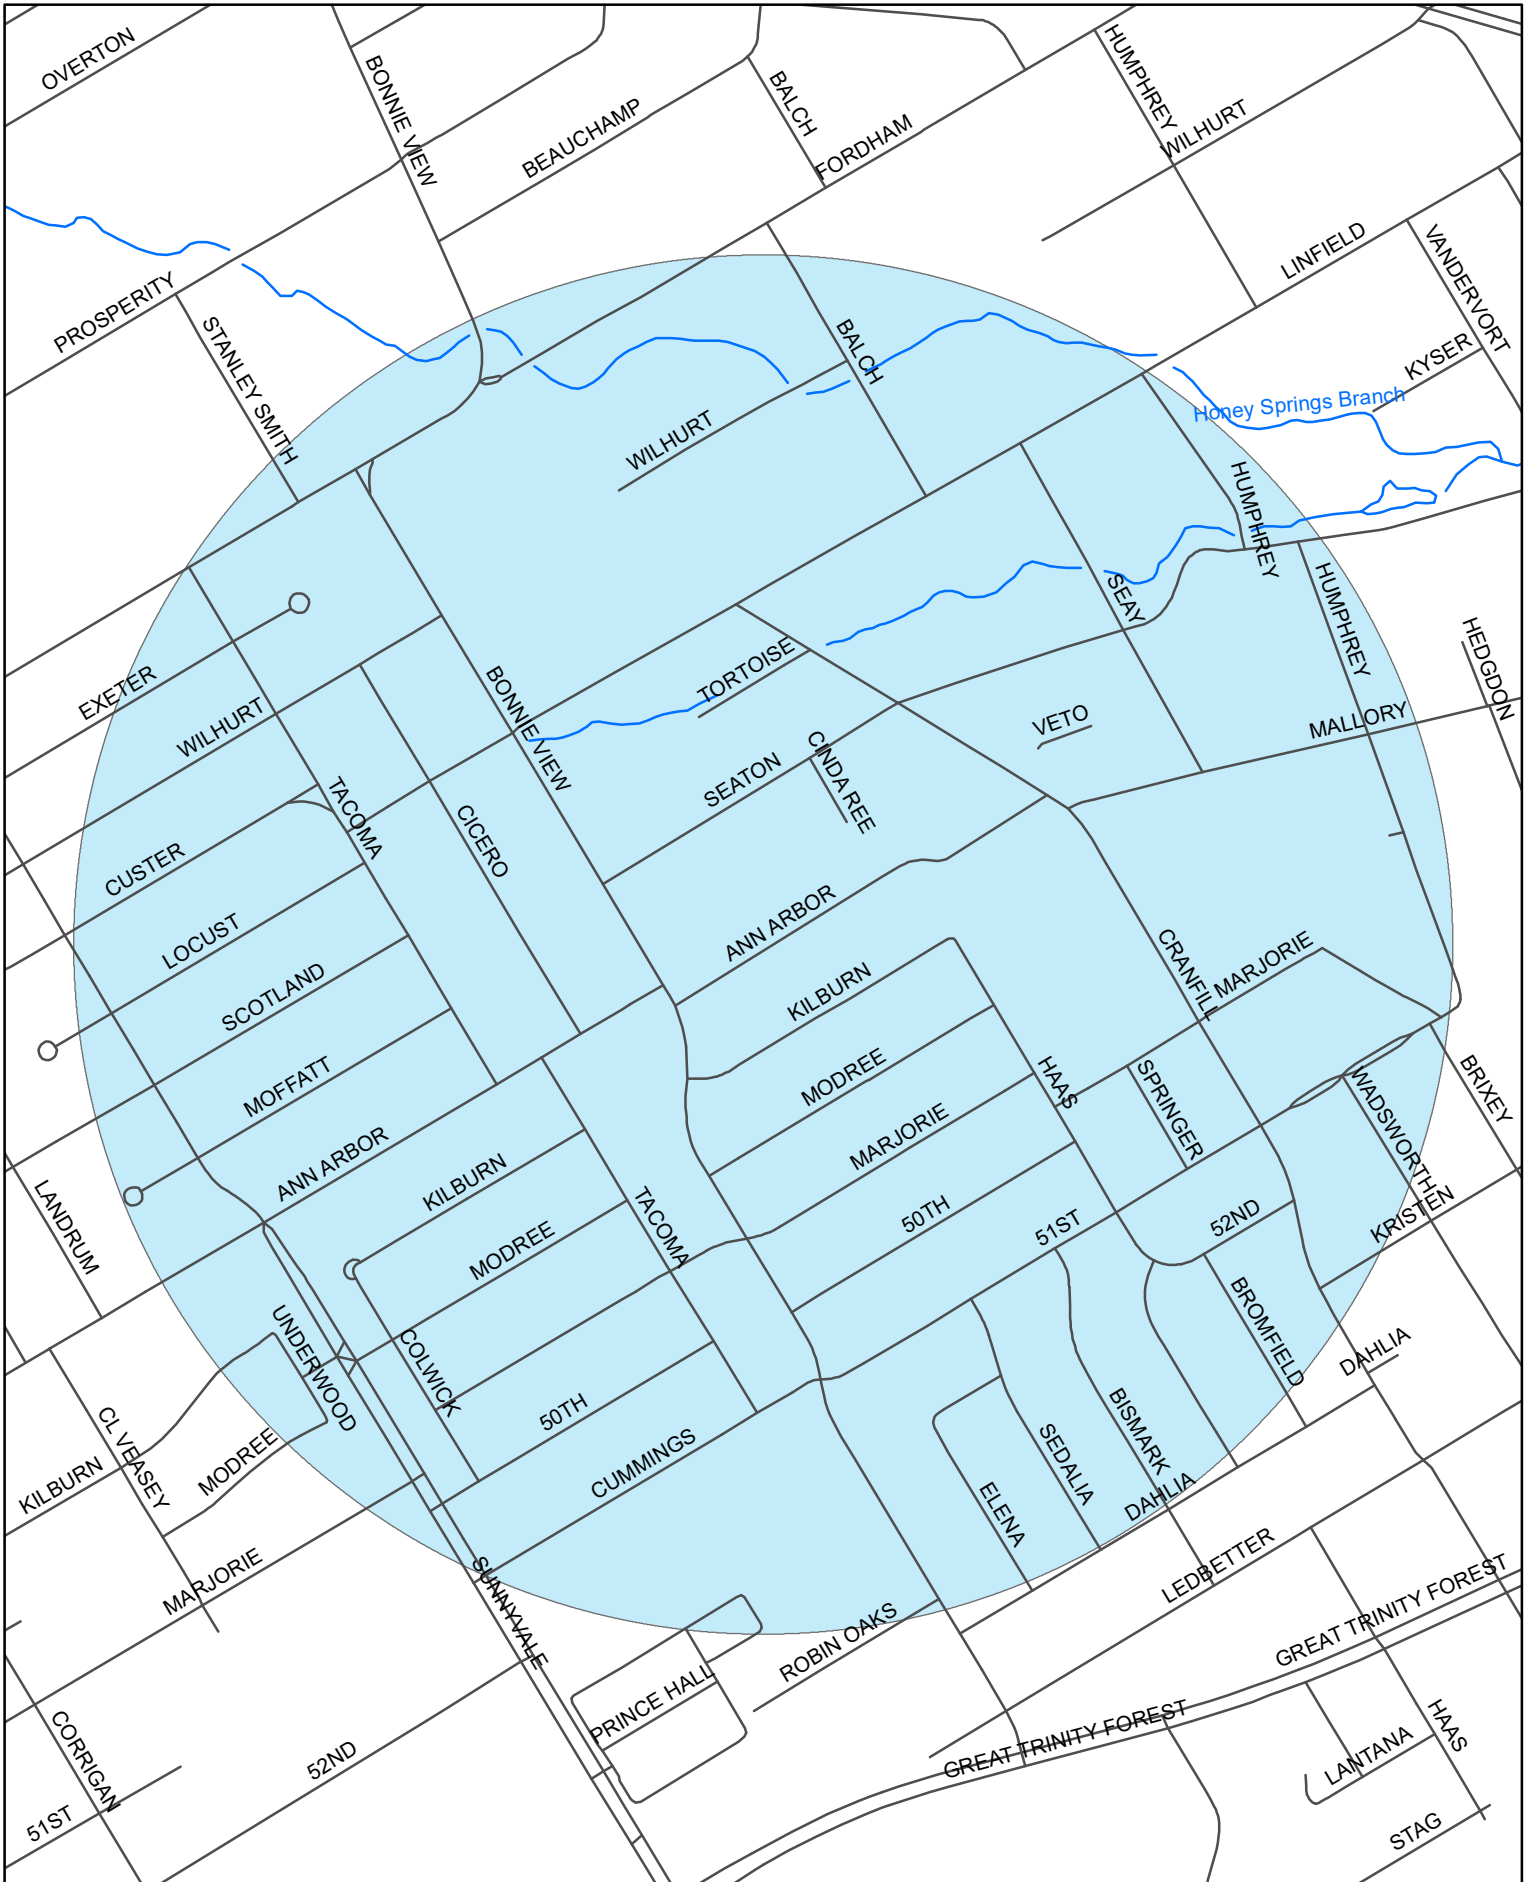 OVERTON
BONNIE VIEW
BEAUCHAMP
BALCH
FORDHAM
HUMPHREY
WILHURT
LINFIELD
VANDERVORT
KYSER
PROSPERITY
STANLEY SMITH
BALCH
Honey Springs Branch
WILHURT
HUMPHREY
SEAY
HUMPHREY
HEDGDON
EXETER
WILHURT
TORTOISE
BONNIE VIEW
VETO
MALLORY
CINDA REE
SEATON
TACOMA
CICERO
CUSTER
LOCUST
ANN ARBOR
SCOTLAND
KILBURN
CRANFILL
MARJORIE
MOFFATT
MODREE
HAAS
SPRINGER
WADSWORTH
BRIXEY
ANN ARBOR
KILBURN
MARJORIE
LANDRUM
TACOMA
50TH
51ST
52ND
KRISTEN
MODREE
UNDERWOOD
COLWICK
BROMFIELD
DAHLIA
50TH
BISMARK
CL VEASEY
MODREE
KILBURN
CUMMINGS
SEDALIA
ELENA
DAHLIA
LEDBETTER
MARJORIE
SUNNYVALE
ROBIN OAKS
GREAT TRINITY FOREST
PRINCE HALL
GREAT TRINITY FOREST
HAAS
CORRIGAN
52ND
LANTANA
51ST
STAG